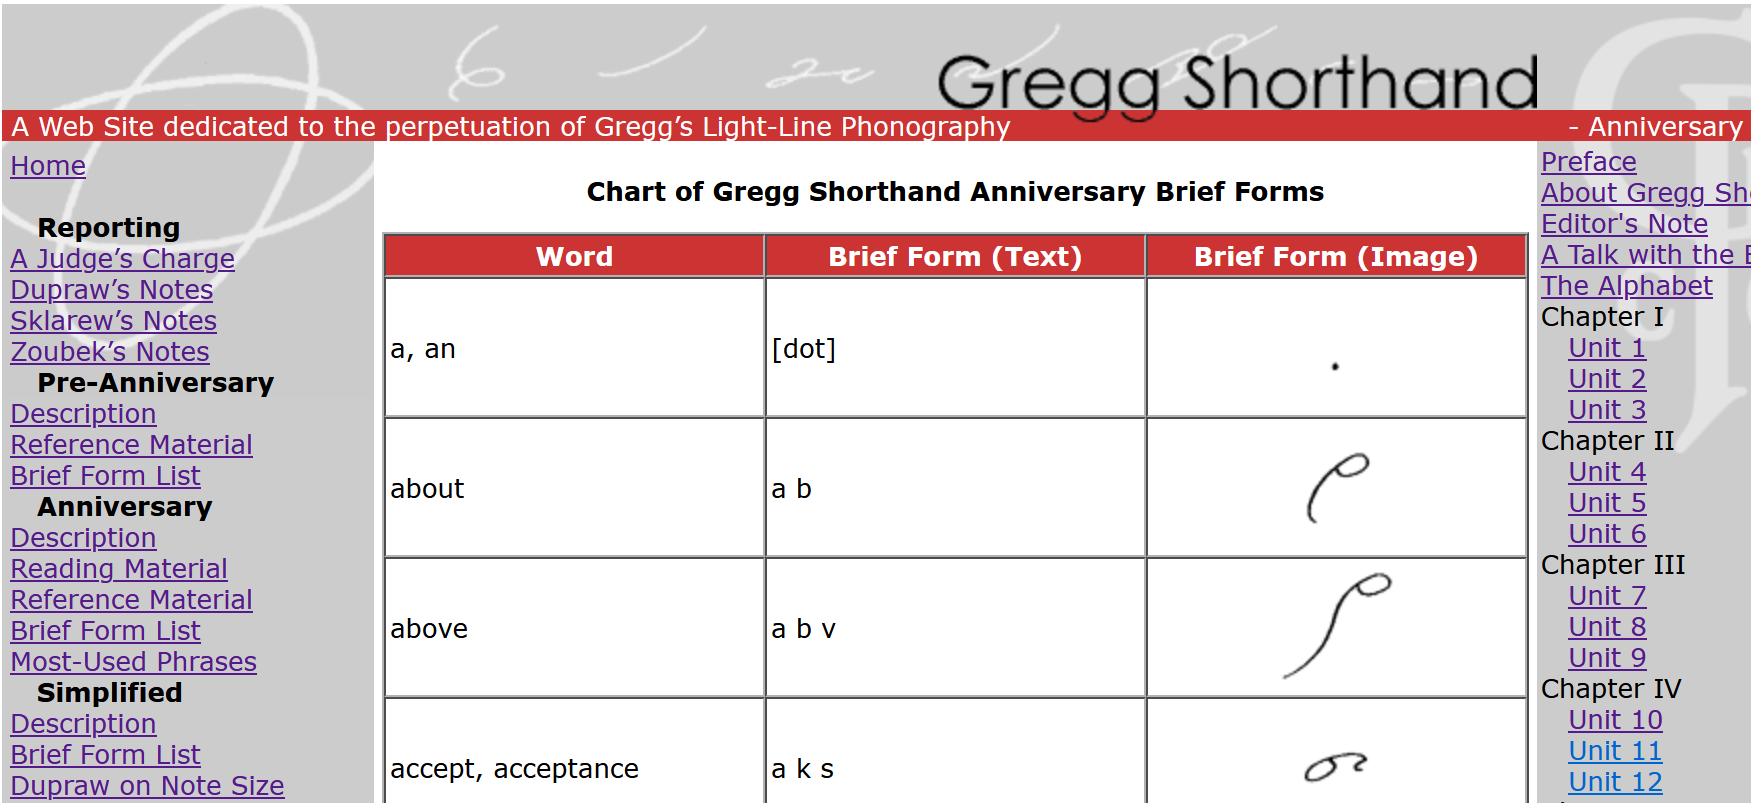 Gregg Shorthand
A Web Site dedicated to the perpetuation of Gregg’s Light-Line Phonography
- Anniversary
Home
Reporting
A Judge’s Charge
Dupraw’s Notes
Sklarew’s Notes
Zoubek’s Notes
Pre-Anniversary
Description
Reference Material
Brief Form List
Anniversary
Description
Reading Material
Reference Material
Brief Form List
Most-Used Phrases
Simplified
Description
Brief Form List
Dupraw on Note Size
Chart of Gregg Shorthand Anniversary Brief Forms
Word Brief Form (Text) Brief Form (Image)
a, an [dot]
about a b
above a b v
accept, acceptance a k s
Preface
About Gregg Sh
Editor's Note
A Talk with the
The Alphabet
Chapter I
Unit 1
Unit 2
Unit 3
Chapter II
Unit 4
Unit 5
Unit 6
Chapter III
Unit 7
Unit 8
Unit 9
Chapter IV
Unit 10
Unit 11
Unit 12